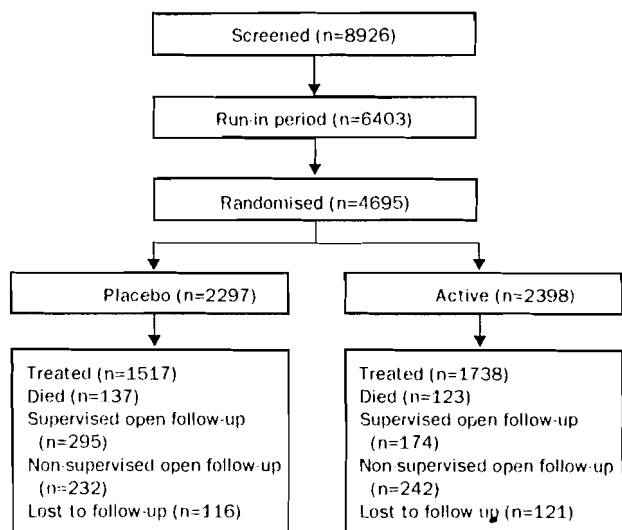 Screened (n=8926)
Run-in period (n=6403)
Randomised (n=4695)
Placebo (n=2297)
Active (n=2398)
Treated (n=1517)
Died (n=137)
Supervised open follow-up
(n=295)
Non-supervised open follow-up
(n=232)
Lost to follow-up (n=116)
Treated (n=1738)
Died (n=123)
Supervised open follow-up
(n=174)
Non-supervised open follow-up
(n=242)
Lost to follow up (n=121)